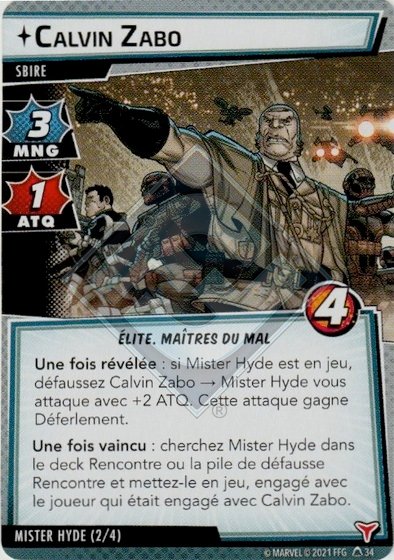 CALVIN ZABO
SBIRE
3
MNG
1
ATQ
4
ÉLITE. MAÎTRES DU MAL
Une fois révélée : si Mister Hyde est en jeu,
défaussez Calvin Zabo → Mister Hyde vous
attaque avec +2 ATQ. Cette attaque gagne
Déferlement.
Une fois vaincu : cherchez Mister Hyde dans
le deck Rencontre ou la pile de défausse
Rencontre et mettez-le en jeu, engagé avec
le joueur qui était engagé avec Calvin Zabo.
MISTER HYDE (2/4)
© MARVEL © 2021 FFG 34